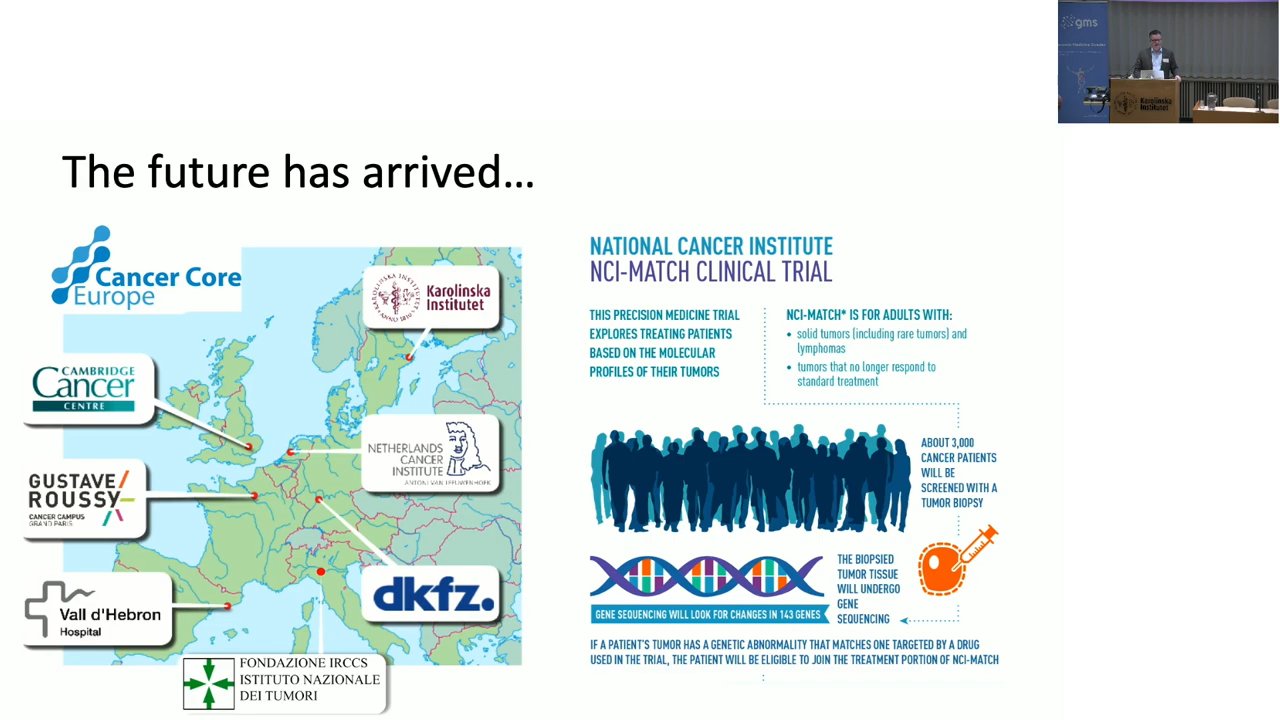 gms
Karolinska
Institutet
The future has arrived...
Cancer Core
Europe
Karolinska
Institutet
CAMBRIDGE
Cancer
CENTRE
NETHERLANDS
CANCER
INSTITUTE
ANTONI VAN LEEUWENHOEK
GUSTAVE
ROUSSY
CANCER CAMPUS
GRAND PARIS
dkfz.
Vall d'Hebron
Hospital
FONDAZIONE IRCCS
ISTITUTO NAZIONALE
DEI TUMORI
NATIONAL CANCER INSTITUTE
NCI-MATCH CLINICAL TRIAL
THIS PRECISION MEDICINE TRIAL
EXPLORES TREATING PATIENTS
BASED ON THE MOLECULAR
PROFILES OF THEIR TUMORS
NCI-MATCH* IS FOR ADULTS WITH:
• solid tumors (including rare tumors) and
lymphomas
• tumors that no longer respond to
standard treatment
ABOUT 3,000
CANCER PATIENTS
WILL BE
SCREENED WITH A
TUMOR BIOPSY
THE BIOPSIED
TUMOR TISSUE
WILL UNDERGO
GENE
SEQUENCING
GENE SEQUENCING WILL LOOK FOR CHANGES IN 143 GENES
IF A PATIENT'S TUMOR HAS A GENETIC ABNORMALITY THAT MATCHES ONE TARGETED BY A DRUG
USED IN THE TRIAL, THE PATIENT WILL BE ELIGIBLE TO JOIN THE TREATMENT PORTION OF NCI-MATCH